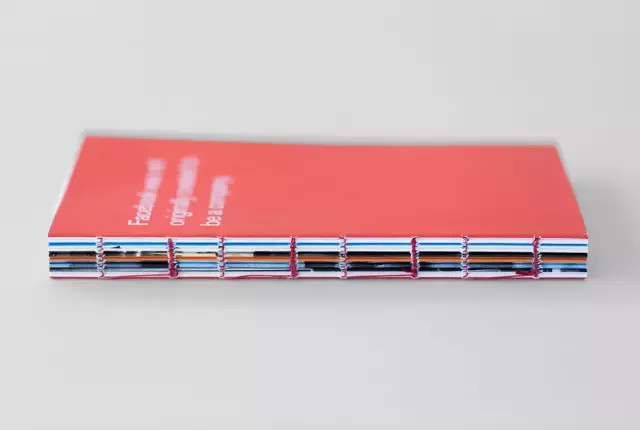 Facebook was not
originally created to
be a company.